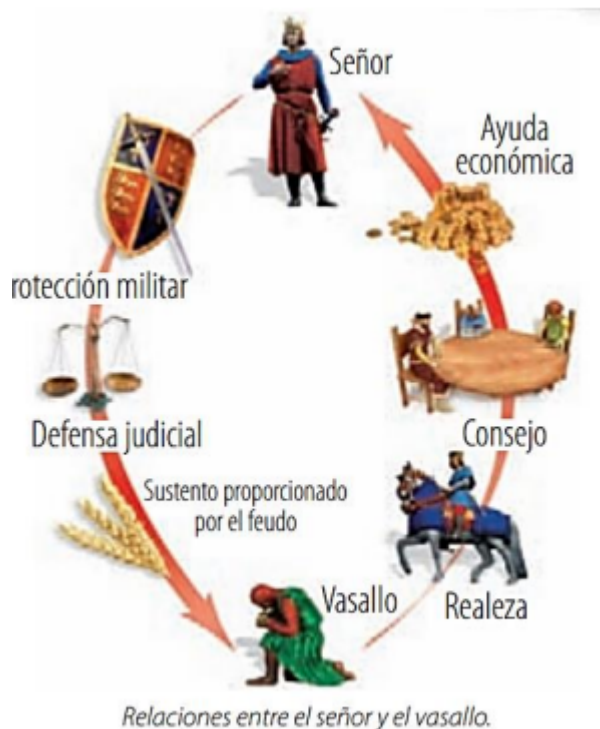 Señor
Ayuda
económica
rotección militar
Defensa judicial
Consejo
Sustento proporcionado
por el feudo
Vasallo
Realeza
Relaciones entre el señor y el vasallo.